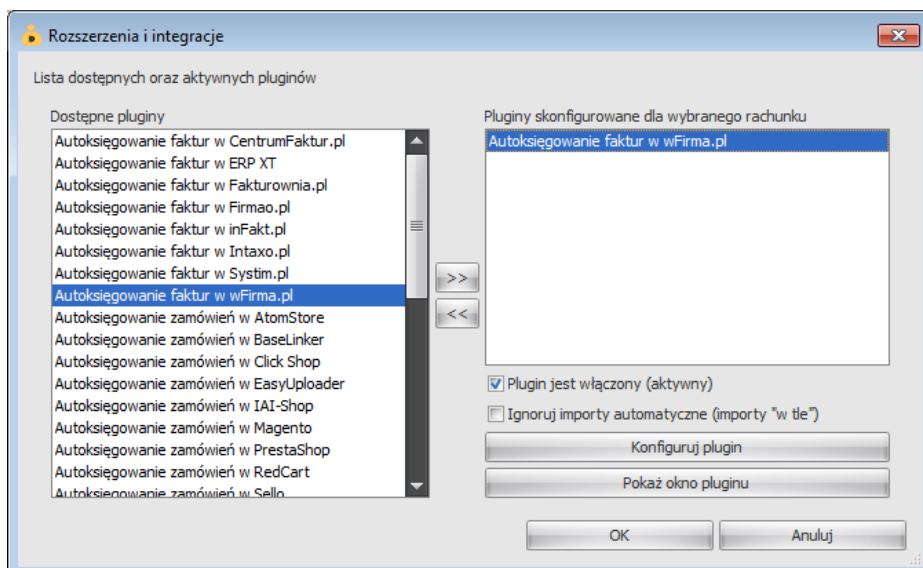 Rozszerzenia i integracje
Lista dostępnych oraz aktywnych pluginów
Dostępne pluginy
Autoksięgowanie faktur w CentrumFaktur.pl
Autoksięgowanie faktur w ERP XT
Autoksięgowanie faktur w Fakturownia.pl
Autoksięgowanie faktur w Firmao.pl
Autoksięgowanie faktur w inFakt.pl
Autoksięgowanie faktur w Intaxo.pl
Autoksięgowanie faktur w Systim.pl
Autoksięgowanie faktur w wFirma.pl
Autoksięgowanie zamówień w AtomStore
Autoksięgowanie zamówień w BaseLinker
Autoksięgowanie zamówień w Click Shop
Autoksięgowanie zamówień w EasyUploader
Autoksięgowanie zamówień w IAI-Shop
Autoksięgowanie zamówień w Magento
Autoksięgowanie zamówień w PrestaShop
Autoksięgowanie zamówień w RedCart
Autoksięgowanie zamówień w Sello
>>
<<
Pluginy skonfigurowane dla wybranego rachunku
Autoksięgowanie faktur w wFirma.pl
Plugin jest włączony (aktywny)
Ignoruj importy automatyczne (importy "w tle")
Konfiguruj plugin
Pokaż okno pluginu
OK
Anuluj